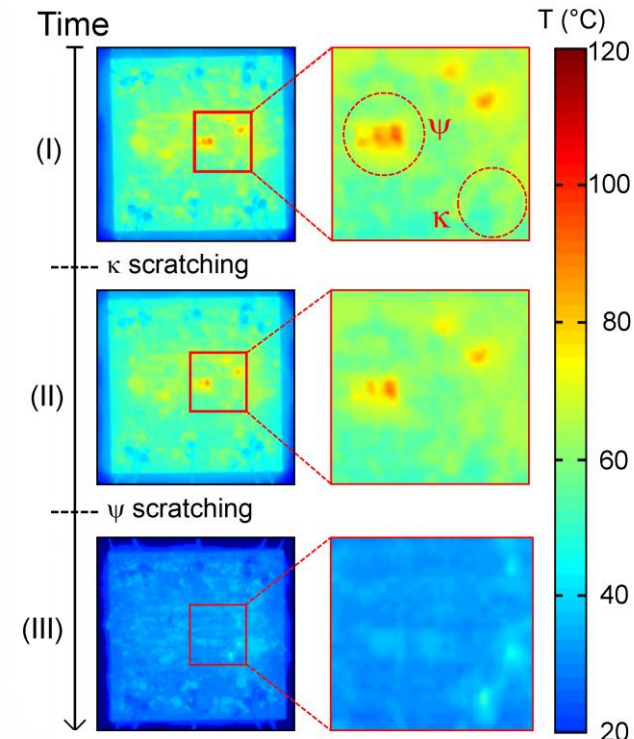 Time
T (°C)
120
(I)
ψ
κ
100
κ scratching
80
(II)
60
ψ scratching
40
(III)
20